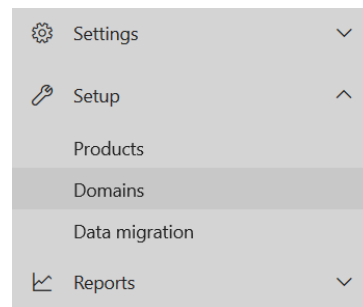 Settings
Setup
Products
Domains
Data migration
Reports